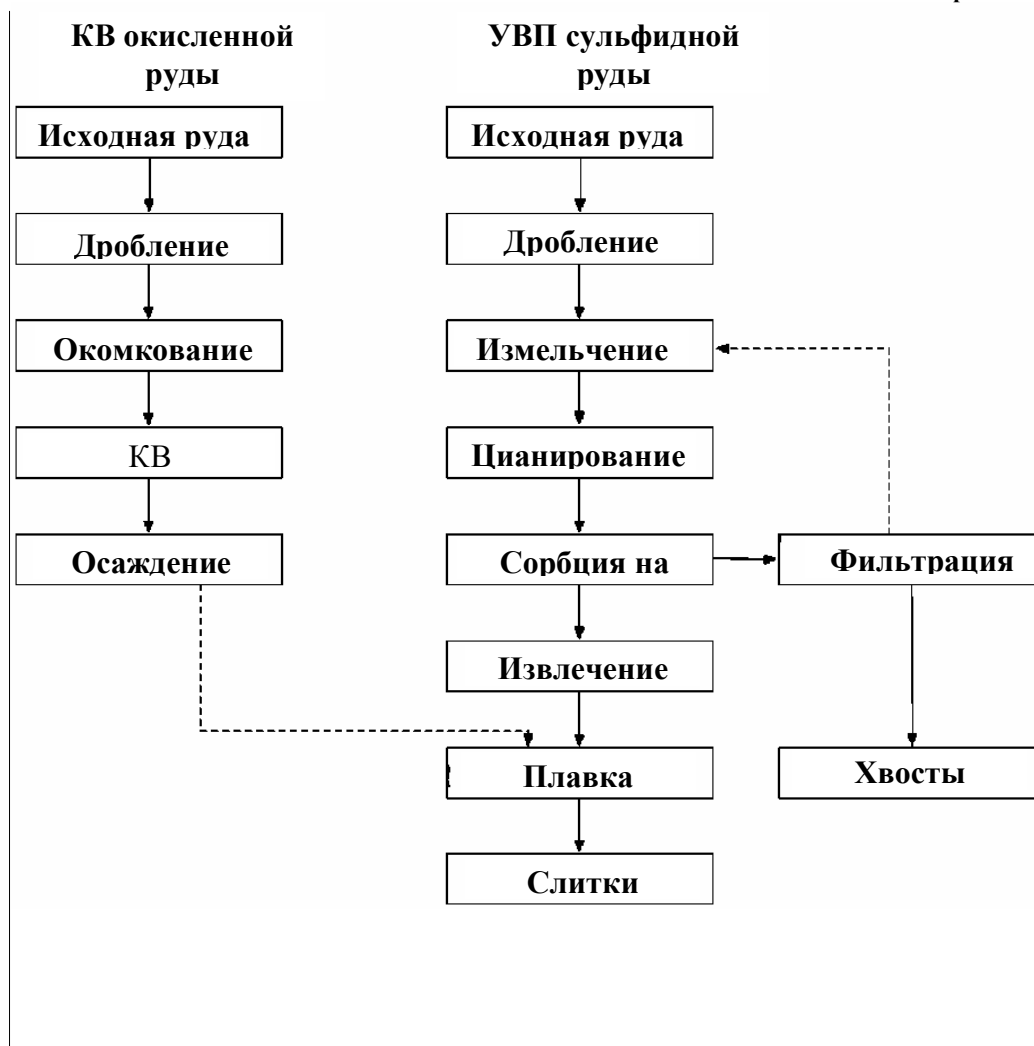 КВ окисленной
руды
Исходная руда
Дробление
Окомкование
КВ
Осаждение
УВП сульфидной
руды
Исходная руда
Дробление
Измельчение
Цианирование
Сорбция на
Извлечение
Плавка
Слитки
Фильтрация
Хвосты